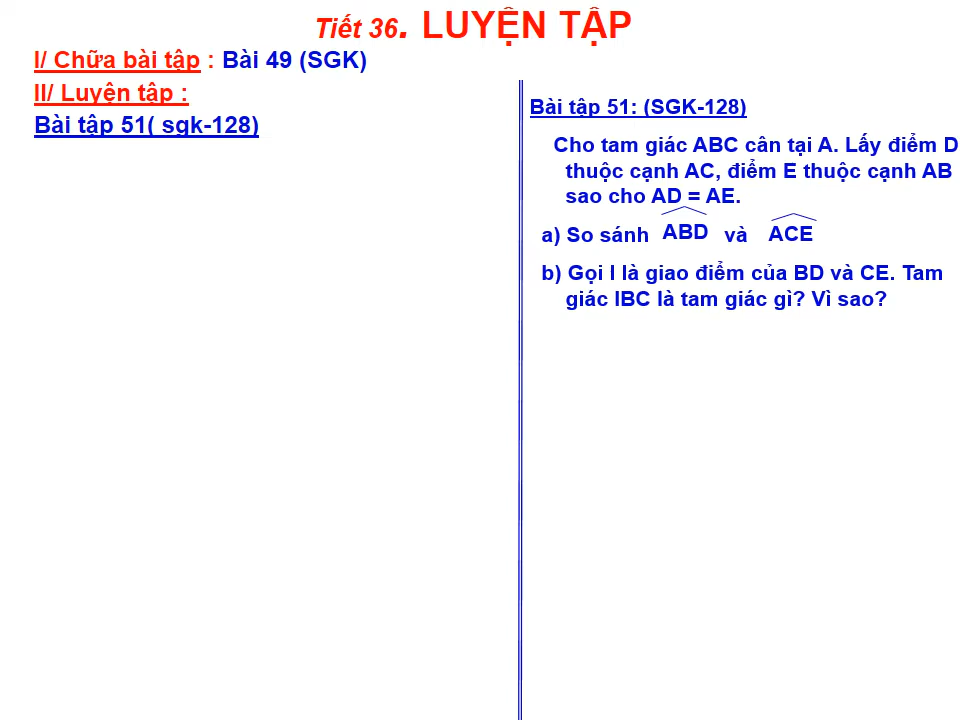 Tiết 36. LUYỆN TẬP
I/ Chữa bài tập : Bài 49 (SGK)
II/ Luyện tập :
Bài tập 51( sgk-128)
Bài tập 51: (SGK-128)
Cho tam giác ABC cân tại A. Lấy điểm D
thuộc cạnh AC, điểm E thuộc cạnh AB
sao cho AD = AE.
a) So sánh ABD và ACE
b) Gọi I là giao điểm của BD và CE. Tam
giác IBC là tam giác gì? Vì sao?